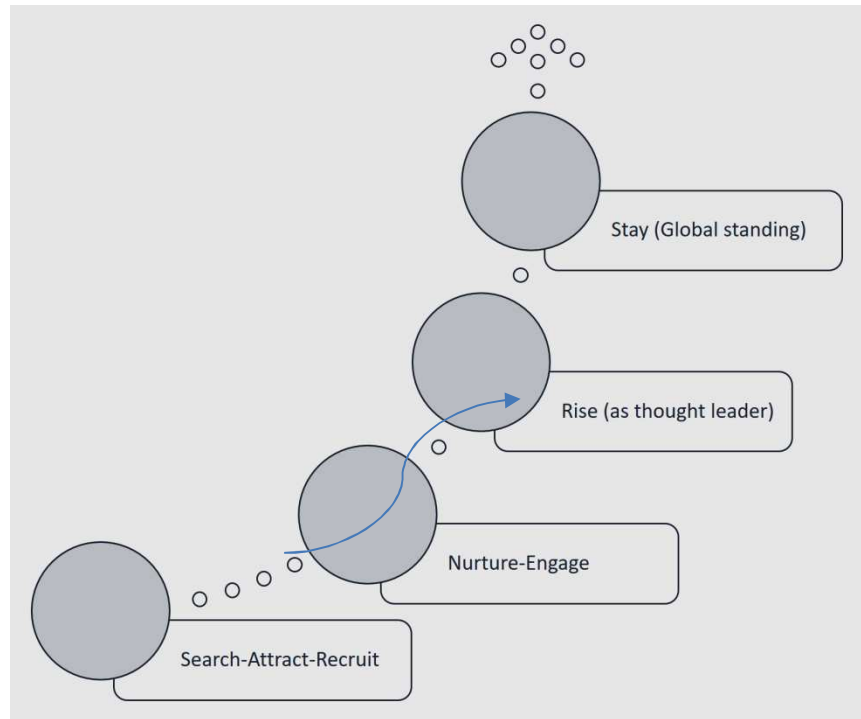 Stay (Global standing)
Rise (as thought leader)
Nurture-Engage
Search-Attract-Recruit